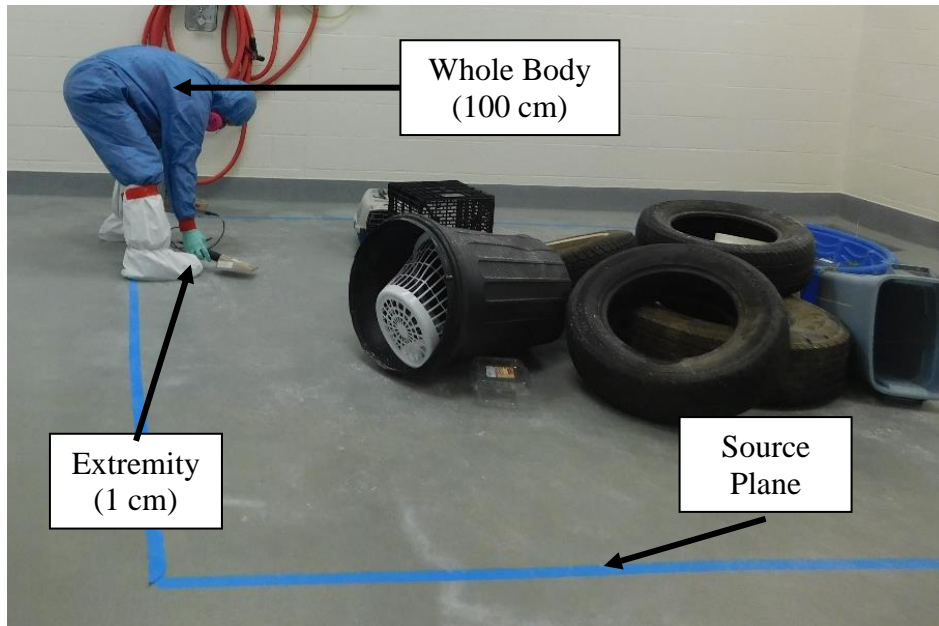 Whole Body
(100 cm)
Extremity
(1 cm)
Source
Plane